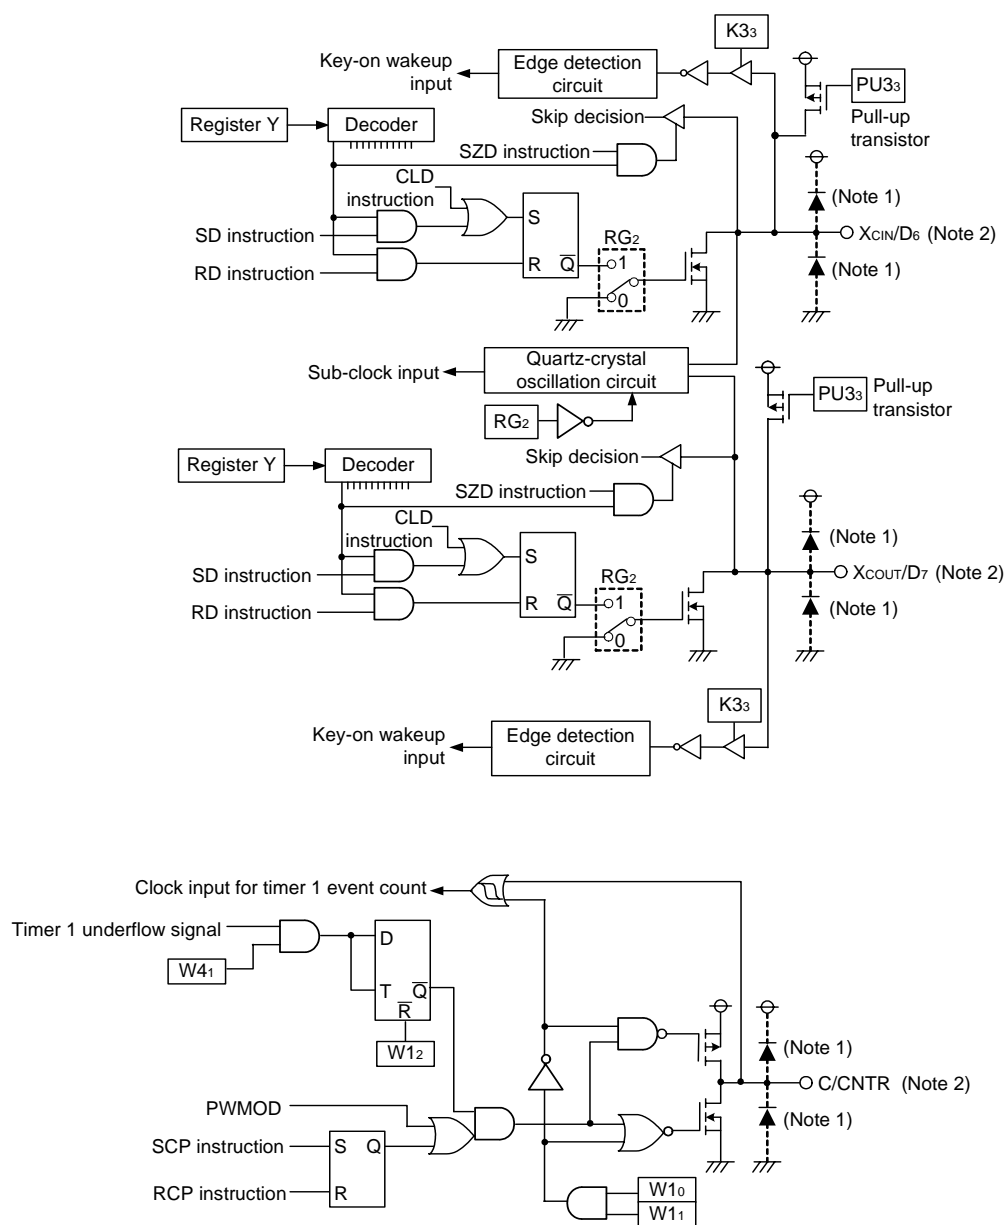 K3₃
Key-on wakeup
input
Edge detection
circuit
PU3₃
Pull-up
transistor
Register Y
Decoder
Skip decision
SZD instruction
CLD
instruction
S
SD instruction
RD instruction
R
Q̅
RG₂
1
0
(Note 1)
XCIN/D₆ (Note 2)
(Note 1)
Sub-clock input
Quartz-crystal
oscillation circuit
RG₂
PU3₃
Pull-up
transistor
Register Y
Decoder
Skip decision
SZD instruction
CLD
instruction
S
SD instruction
RD instruction
R
Q̅
RG₂
1
0
(Note 1)
XCOUT/D₇ (Note 2)
(Note 1)
K3₃
Key-on wakeup
input
Edge detection
circuit
Clock input for timer 1 event count
Timer 1 underflow signal
W4₁
D
T
Q̅
R̅
W1₂
PWMOD
SCP instruction
S
Q
RCP instruction
R
(Note 1)
C/CNTR (Note 2)
(Note 1)
W1₀
W1₁